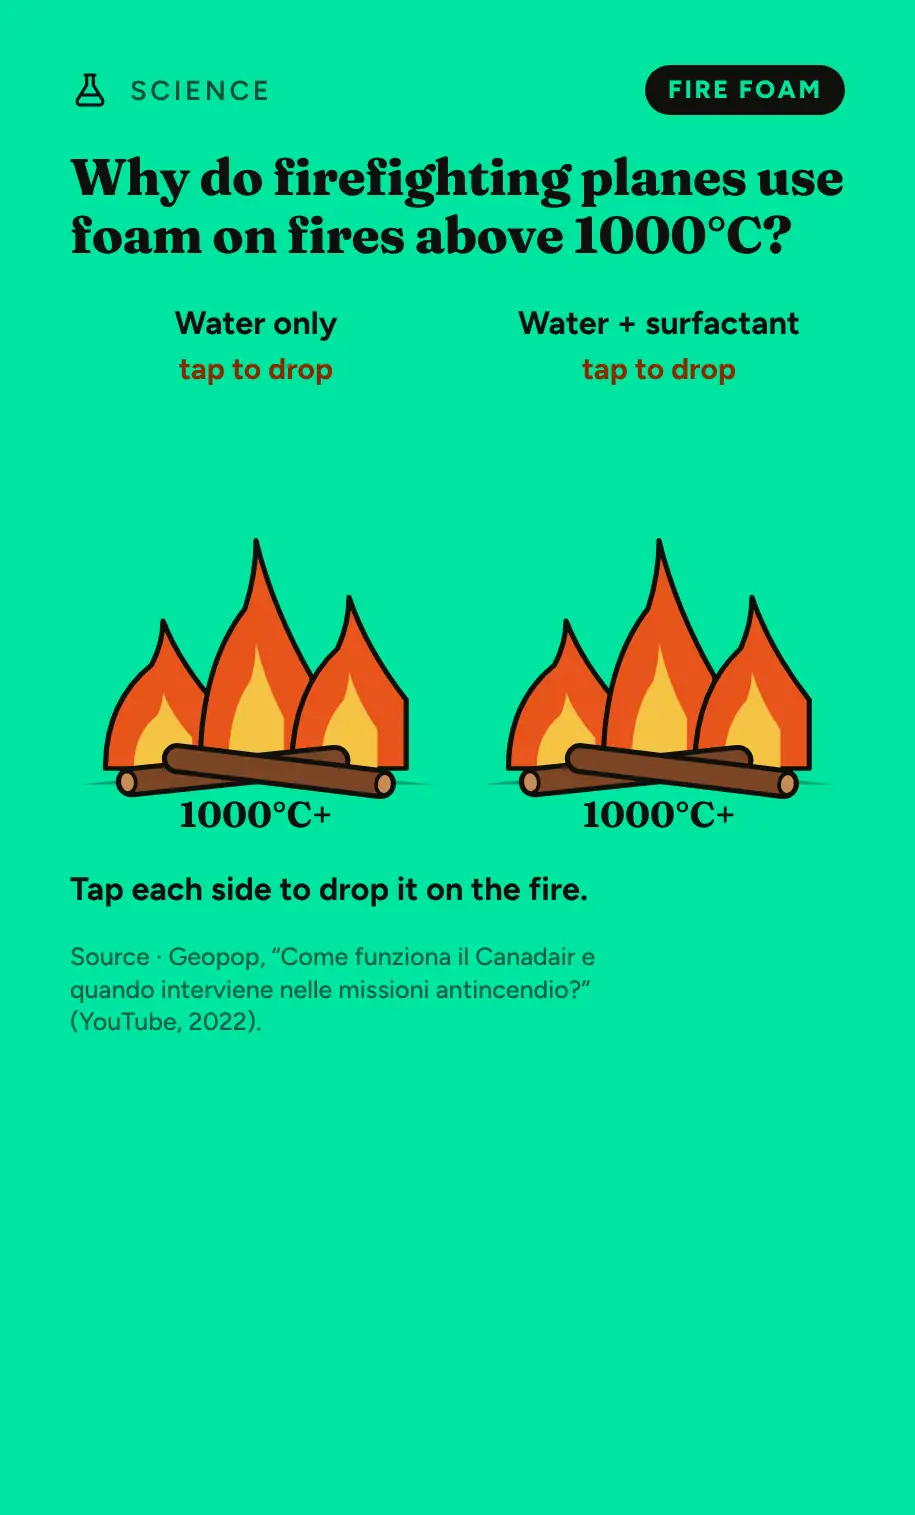 SCIENCE
FIRE FOAM
Why do firefighting planes use
foam on fires above 1000°C?
Water only
tap to drop
Water + surfactant
tap to drop
1000°C+
1000°C+
Tap each side to drop it on the fire.
Source · Geopop, “Come funziona il Canadair e
quando interviene nelle missioni antincendio?”
(YouTube, 2022).